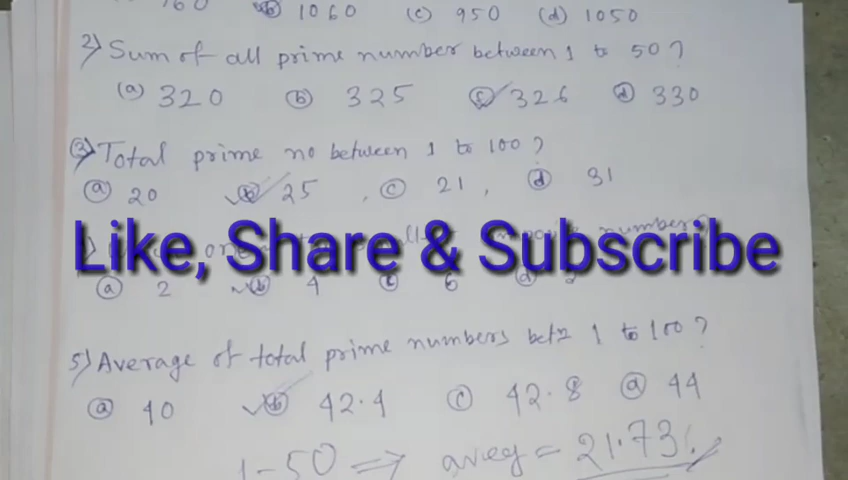 760 (b) 1060 (c) 950 (d) 1050
2) Sum of all prime number between 1 to 50?
(a) 320 (b) 325 (c) 326 (d) 330
(3) Total prime no between 1 to 100?
(a) 20 (b) 25 , (c) 21 , (d) 31
numbers
Like, Share & Subscribe
(a) 2 (b) 4 (c) 6 (d)
5) Average of total prime numbers betn 1 to 100?
(a) 40 (b) 42.4 (c) 42.8 (d) 44
1-50 => aveg = 21.73